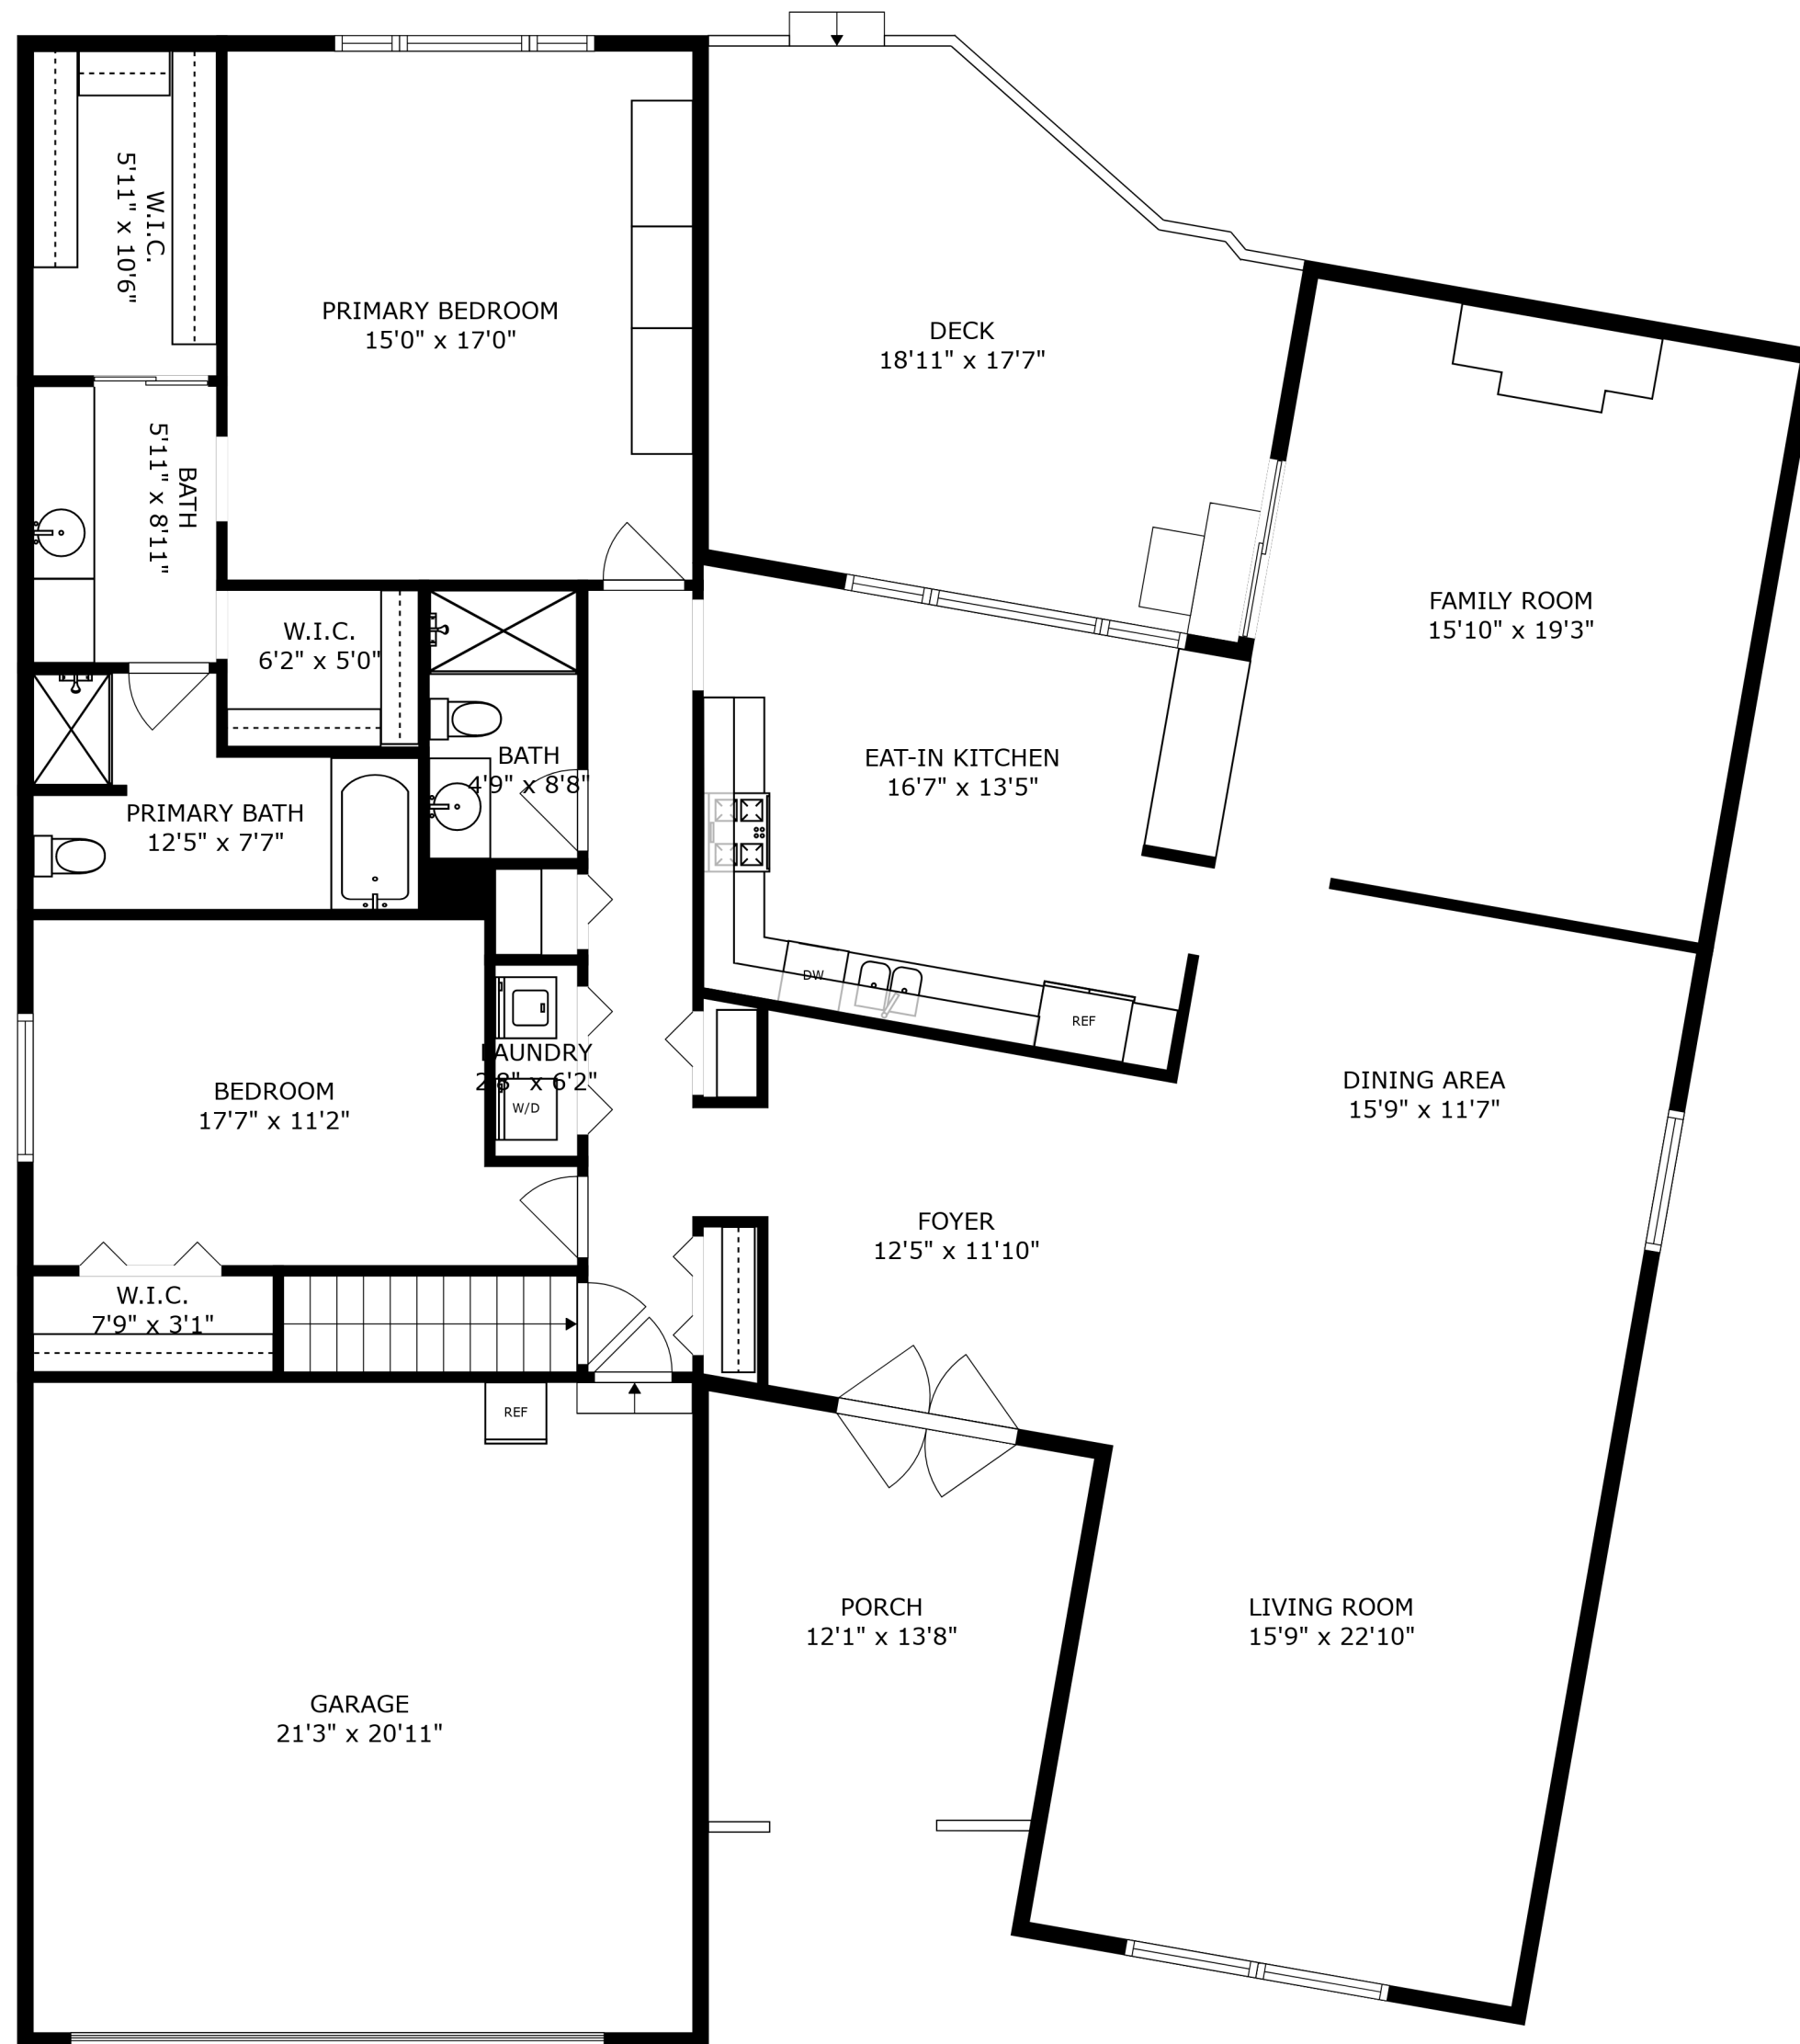 W.I.C.
5'11" x 10'6"
PRIMARY BEDROOM
15'0" x 17'0"
DECK
18'11" x 17'7"
BATH
5'11" x 8'11"
FAMILY ROOM
15'10" x 19'3"
W.I.C.
6'2" x 5'0"
BATH
4'9" x 8'8"
EAT-IN KITCHEN
16'7" x 13'5"
PRIMARY BATH
12'5" x 7'7"
DW
REF
LAUNDRY
2'8" x 6'2"
W/D
BEDROOM
17'7" x 11'2"
DINING AREA
15'9" x 11'7"
FOYER
12'5" x 11'10"
W.I.C.
7'9" x 3'1"
REF
PORCH
12'1" x 13'8"
LIVING ROOM
15'9" x 22'10"
GARAGE
21'3" x 20'11"